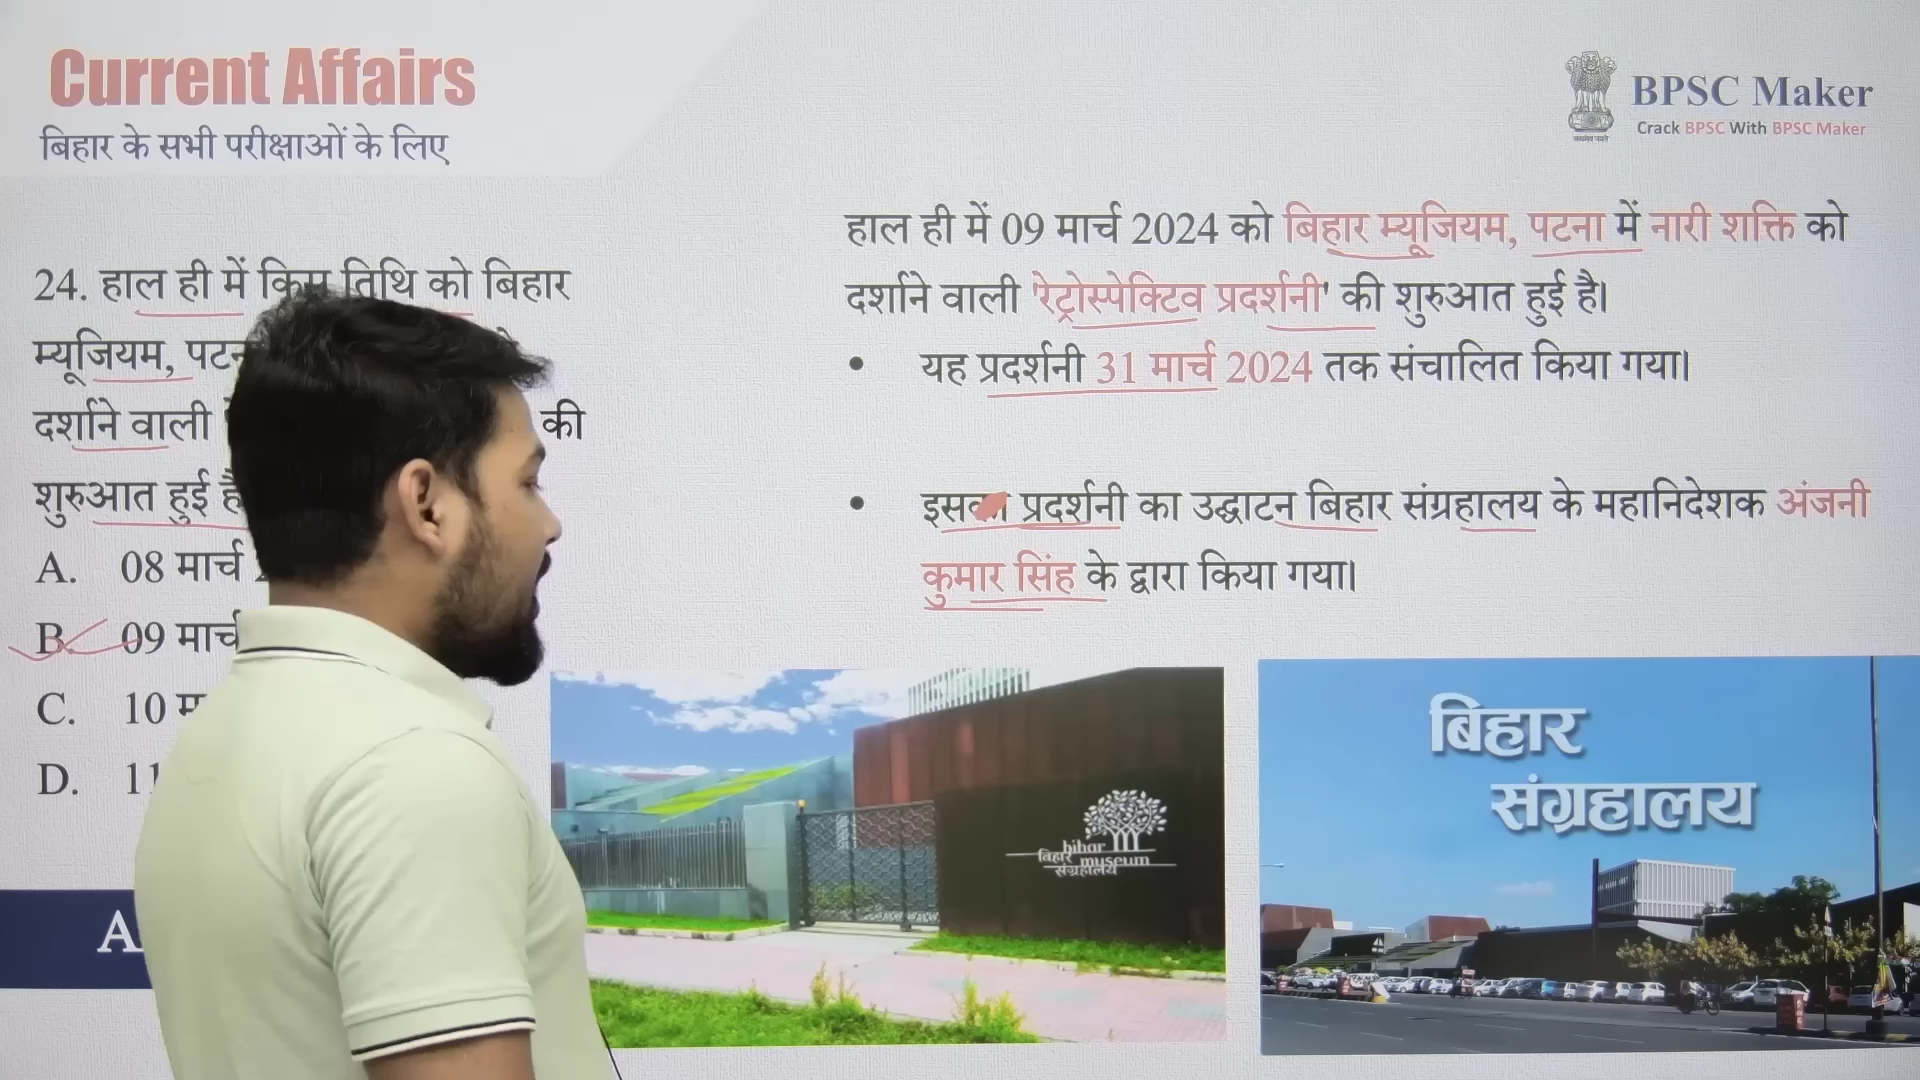 Current Affairs
बिहार के सभी परीक्षाओं के लिए
BPSC Maker
Crack BPSC With BPSC Maker
24. हाल ही में किस तिथि को बिहार
म्यूजियम,
दर्शाने वाली की
शुरुआत हुई
A. 08 मार्च
B. 09 मार्च
C. 10
D. 11
हाल ही में 09 मार्च 2024 को बिहार म्यूजियम, पटना में नारी शक्ति को
दर्शाने वाली 'रेट्रोस्पेक्टिव प्रदर्शनी' की शुरुआत हुई है।
• यह प्रदर्शनी 31 मार्च 2024 तक संचालित किया गया।
• इसका प्रदर्शनी का उद्घाटन बिहार संग्रहालय के महानिदेशक अंजनी
कुमार सिंह के द्वारा किया गया।
bihar
बिहार museum
संग्रहालय
बिहार
संग्रहालय